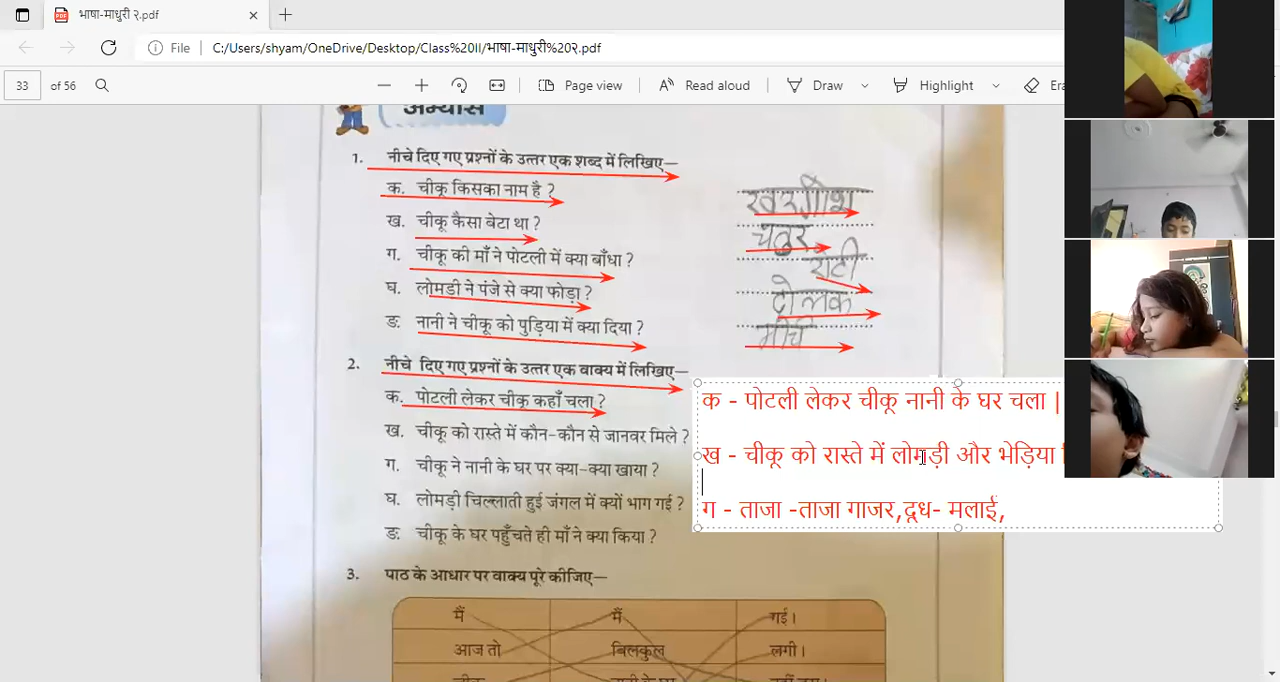 भाषा-माधुरी २.pdf
File C:/Users/shyam/OneDrive/Desktop/Class%20II/भाषा-माधुरी%20२.pdf
33 of 56 Page view Read aloud Draw Highlight Era
अभ्यास
1. नीचे दिए गए प्रश्नों के उत्तर एक शब्द में लिखिए—
क. चीकू किसका नाम है ? खरगोश
ख. चीकू कैसा बेटा था ? चतुर
ग. चीकू की माँ ने पोटली में क्या बाँधा ? रोटी
घ. लोमड़ी ने पंजे से क्या फोड़ा ? ढोलक
ङ. नानी ने चीकू को पुड़िया में क्या दिया ?
2. नीचे दिए गए प्रश्नों के उत्तर एक वाक्य में लिखिए—
क. पोटली लेकर चीकू कहाँ चला ?
ख. चीकू को रास्ते में कौन-कौन से जानवर मिले ?
ग. चीकू ने नानी के घर पर क्या-क्या खाया ?
घ. लोमड़ी चिल्लाती हुई जंगल में क्यों भाग गई ?
ङ. चीकू के घर पहुँचते ही माँ ने क्या किया ?
क - पोटली लेकर चीकू नानी के घर चला |
ख - चीकू को रास्ते में लोमड़ी और भेड़िया
ग - ताजा -ताजा गाजर,दूध- मलाई,
3. पाठ के आधार पर वाक्य पूरे कीजिए—
मैं मैं गई।
आज तो बिलकुल लगी।